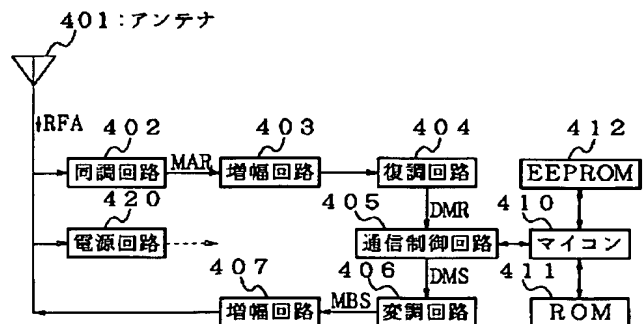 401:アンテナ
RFA
402
403
404
412
同調回路
MAR
増幅回路
復調回路
EEPROM
420
405
DMR
410
電源回路
通信制御回路
マイコン
407
406
DMS
411
増幅回路
MBS
変調回路
ROM